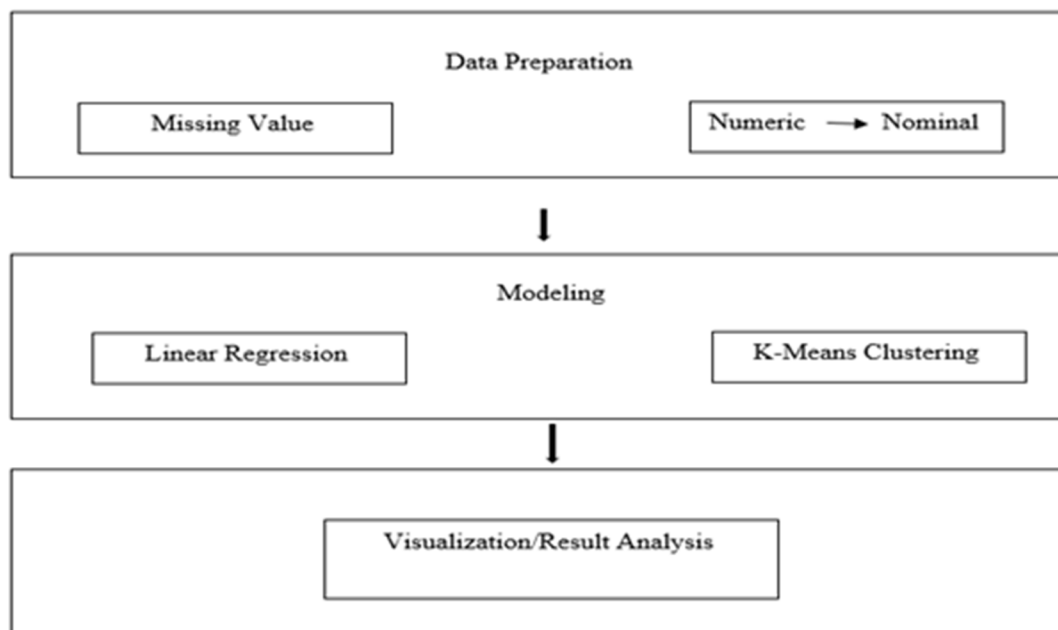 Data Preparation
Missing Value
Numeric Nominal
Modeling
Linear Regression
K-Means Clustering
Visualization/Result Analysis